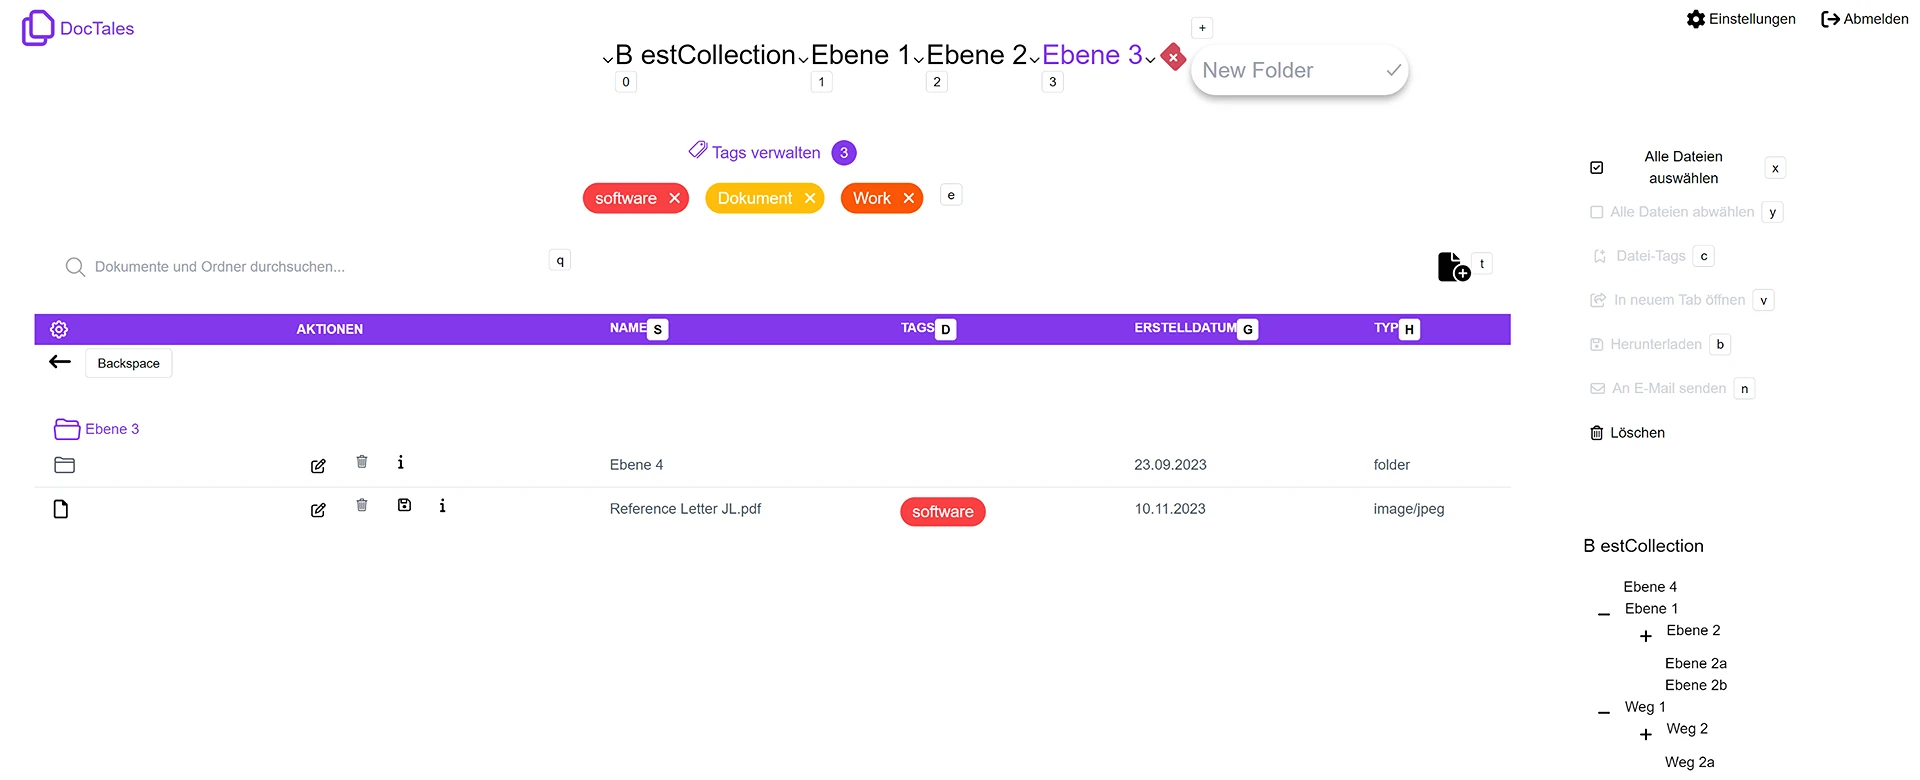 DocTales
Einstellungen Abmelden
+
B estCollection Ebene 1 Ebene 2 Ebene 3 New Folder
0 1 2 3
Tags verwalten 3
software Dokument Work e
Dokumente und Ordner durchsuchen... q t
AKTIONEN NAME S TAGS D ERSTELLDATUM G TYP H
Backspace
Ebene 3
Ebene 4 23.09.2023 folder
Reference Letter JL.pdf software 10.11.2023 image/jpeg
Alle Dateien
auswählen x
Alle Dateien abwählen y
Datei-Tags c
In neuem Tab öffnen v
Herunterladen b
An E-Mail senden n
Löschen
B estCollection
Ebene 4
Ebene 1
Ebene 2
Ebene 2a
Ebene 2b
Weg 1
Weg 2
Weg 2a